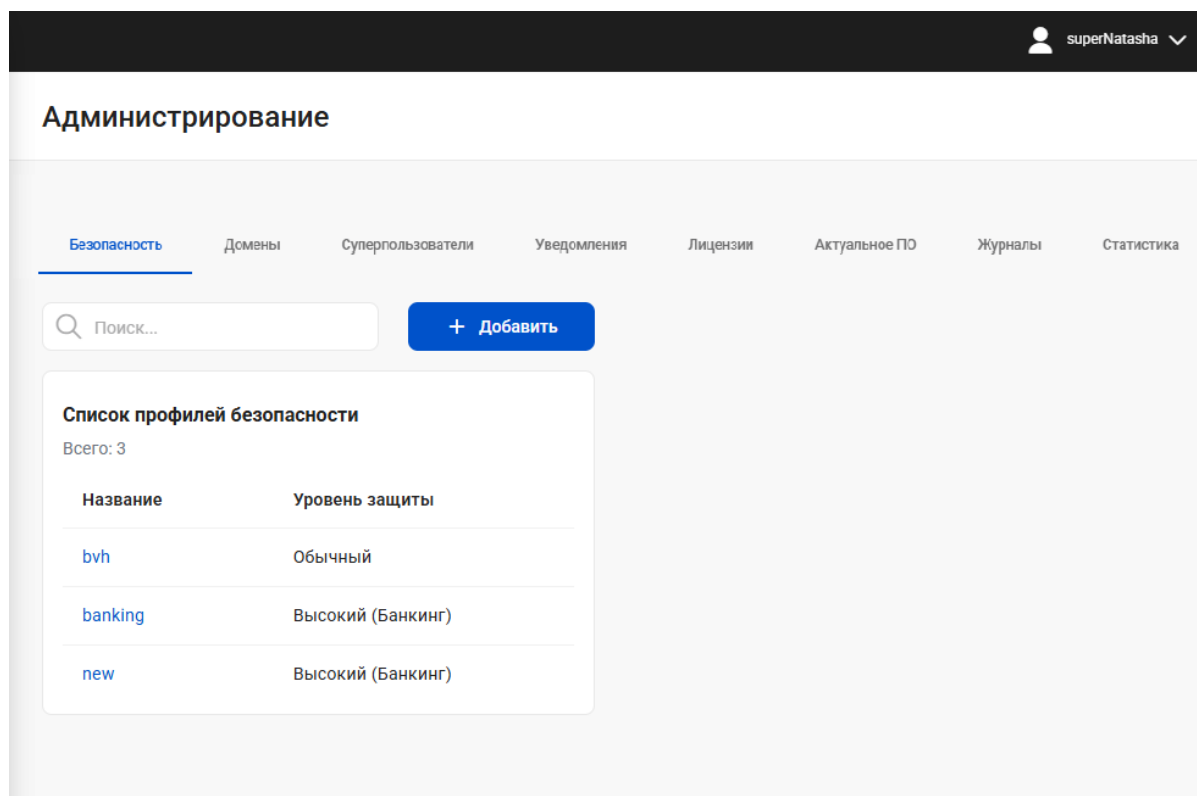 superNatasha
Администрирование
Безопасность Домены Суперпользователи Уведомления Лицензии Актуальное ПО Журналы Статистика
Поиск... + Добавить
Список профилей безопасности
Всего: 3
Название Уровень защиты
bvh Обычный
banking Высокий (Банкинг)
new Высокий (Банкинг)